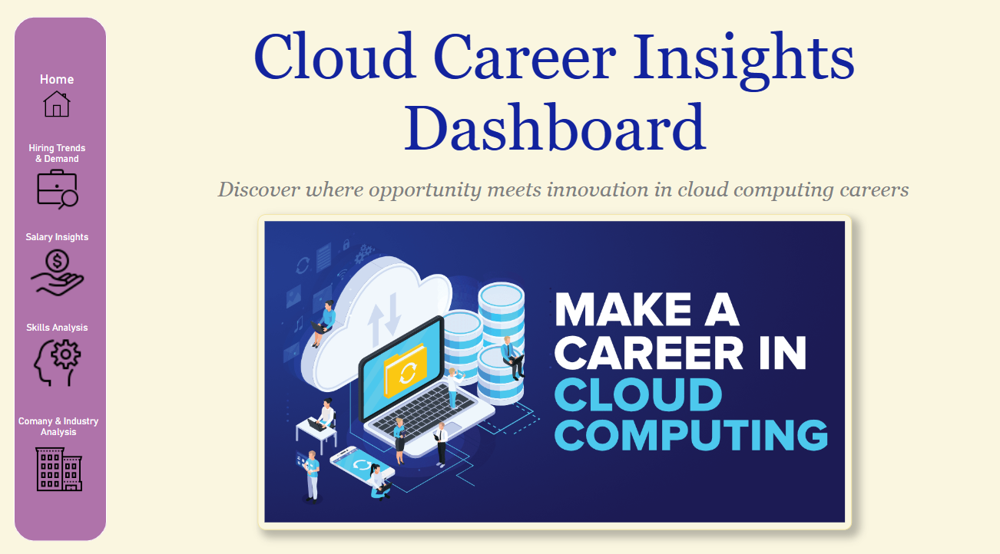 Home
Hiring Trends
& Demand
Salary Insights
$
Skills Analysis
Comany & Industry
Analysis
Cloud Career Insights
Dashboard
Discover where opportunity meets innovation in cloud computing careers
MAKE A
CAREER IN
CLOUD
COMPUTING